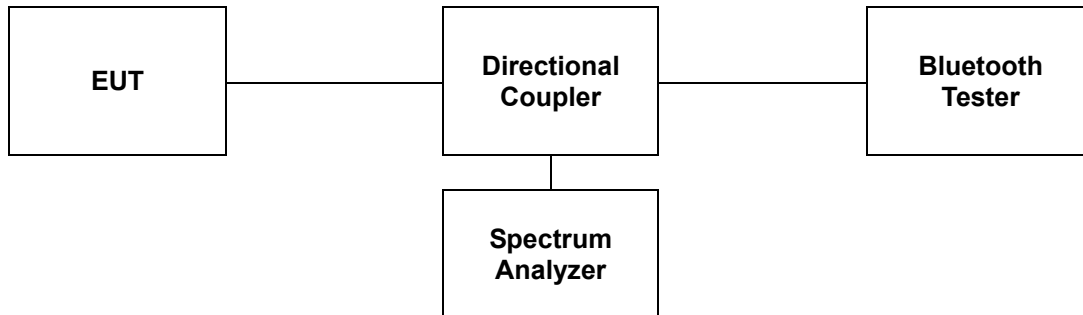 EUT
Directional
Coupler
Bluetooth
Tester
Spectrum
Analyzer